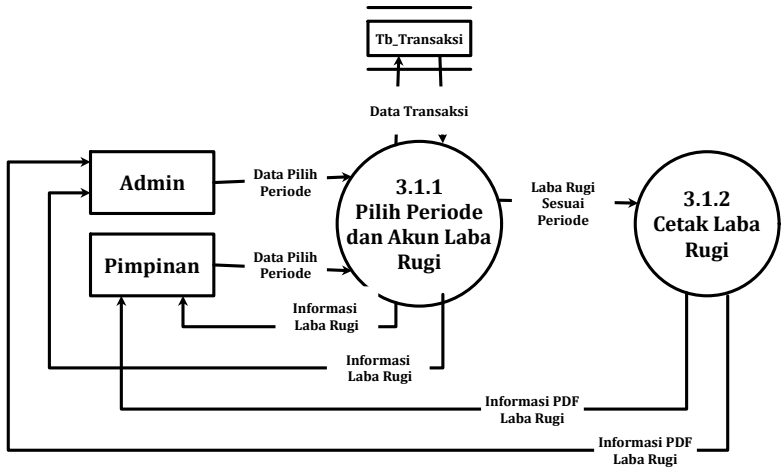 Tb_Transaksi
Data Transaksi
Admin
Data Pilih
Periode
3.1.1
Pilih Periode
dan Akun Laba
Rugi
Laba Rugi
Sesuai
Periode
3.1.2
Cetak Laba
Rugi
Pimpinan
Data Pilih
Periode
Informasi
Laba Rugi
Informasi
Laba Rugi
Informasi PDF
Laba Rugi
Informasi PDF
Laba Rugi